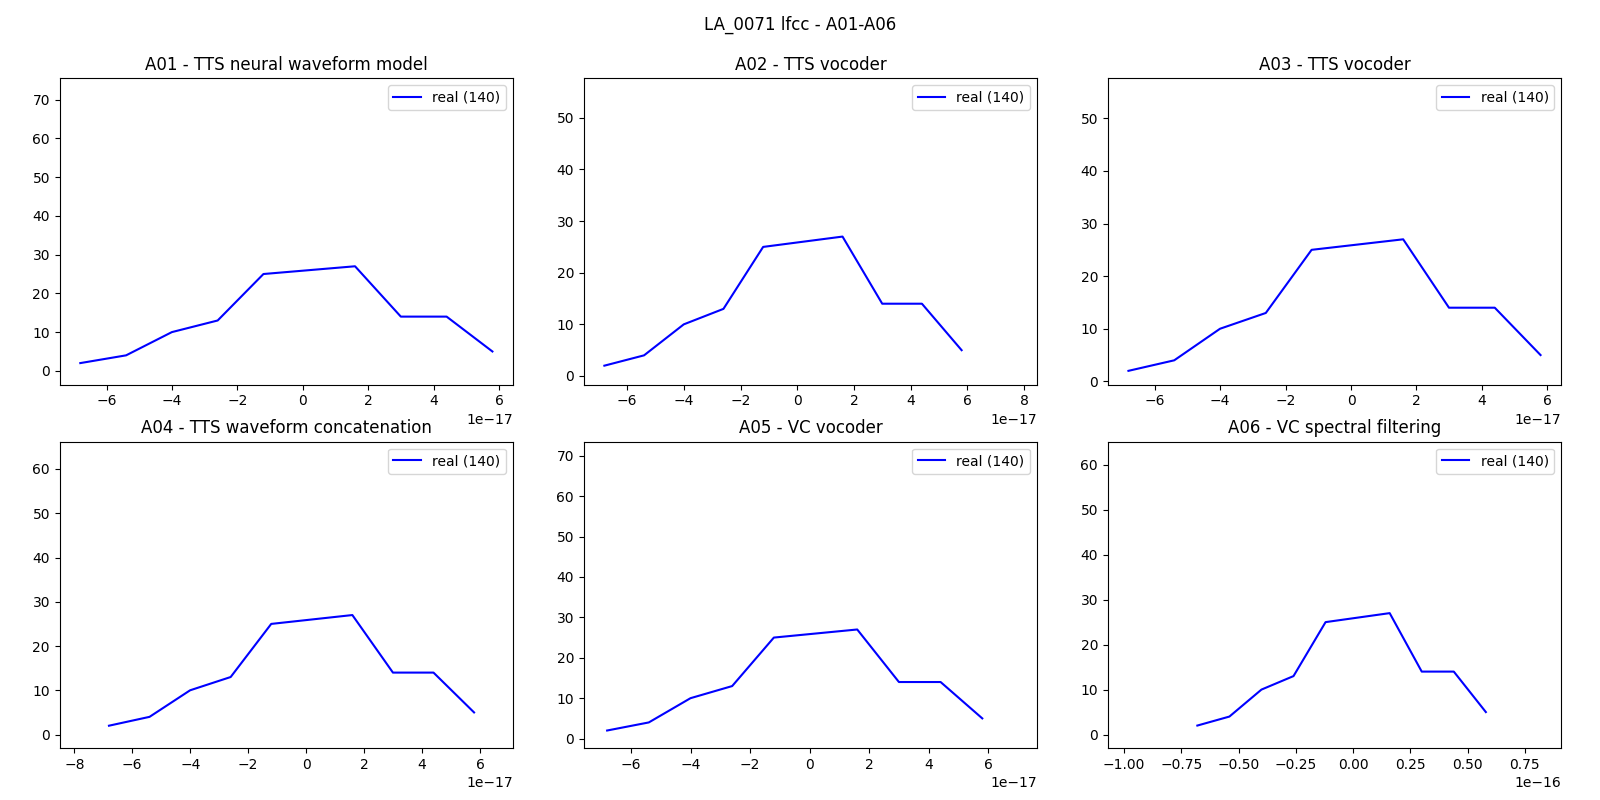 LA_0071 lfcc - A01-A06
A01 - TTS neural waveform model
real (140)
70
60
50
40
30
20
10
0
−6 −4 −2 0 2 4 6
1e−17
A02 - TTS vocoder
real (140)
50
40
30
20
10
0
−6 −4 −2 0 2 4 6 8
A03 - TTS vocoder
real (140)
50
40
30
20
10
0
−6 −4 −2 0 2 4 6
1e−17
A04 - TTS waveform concatenation
real (140)
60
50
40
30
20
10
0
−8 −6 −4 −2 0 2 4 6
1e−17
A05 - VC vocoder
1e−17
real (140)
70
60
50
40
30
20
10
0
−6 −4 −2 0 2 4 6
1e−17
A06 - VC spectral filtering
real (140)
60
50
40
30
20
10
0
−1.00 −0.75 −0.50 −0.25 0.00 0.25 0.50 0.75
1e−16